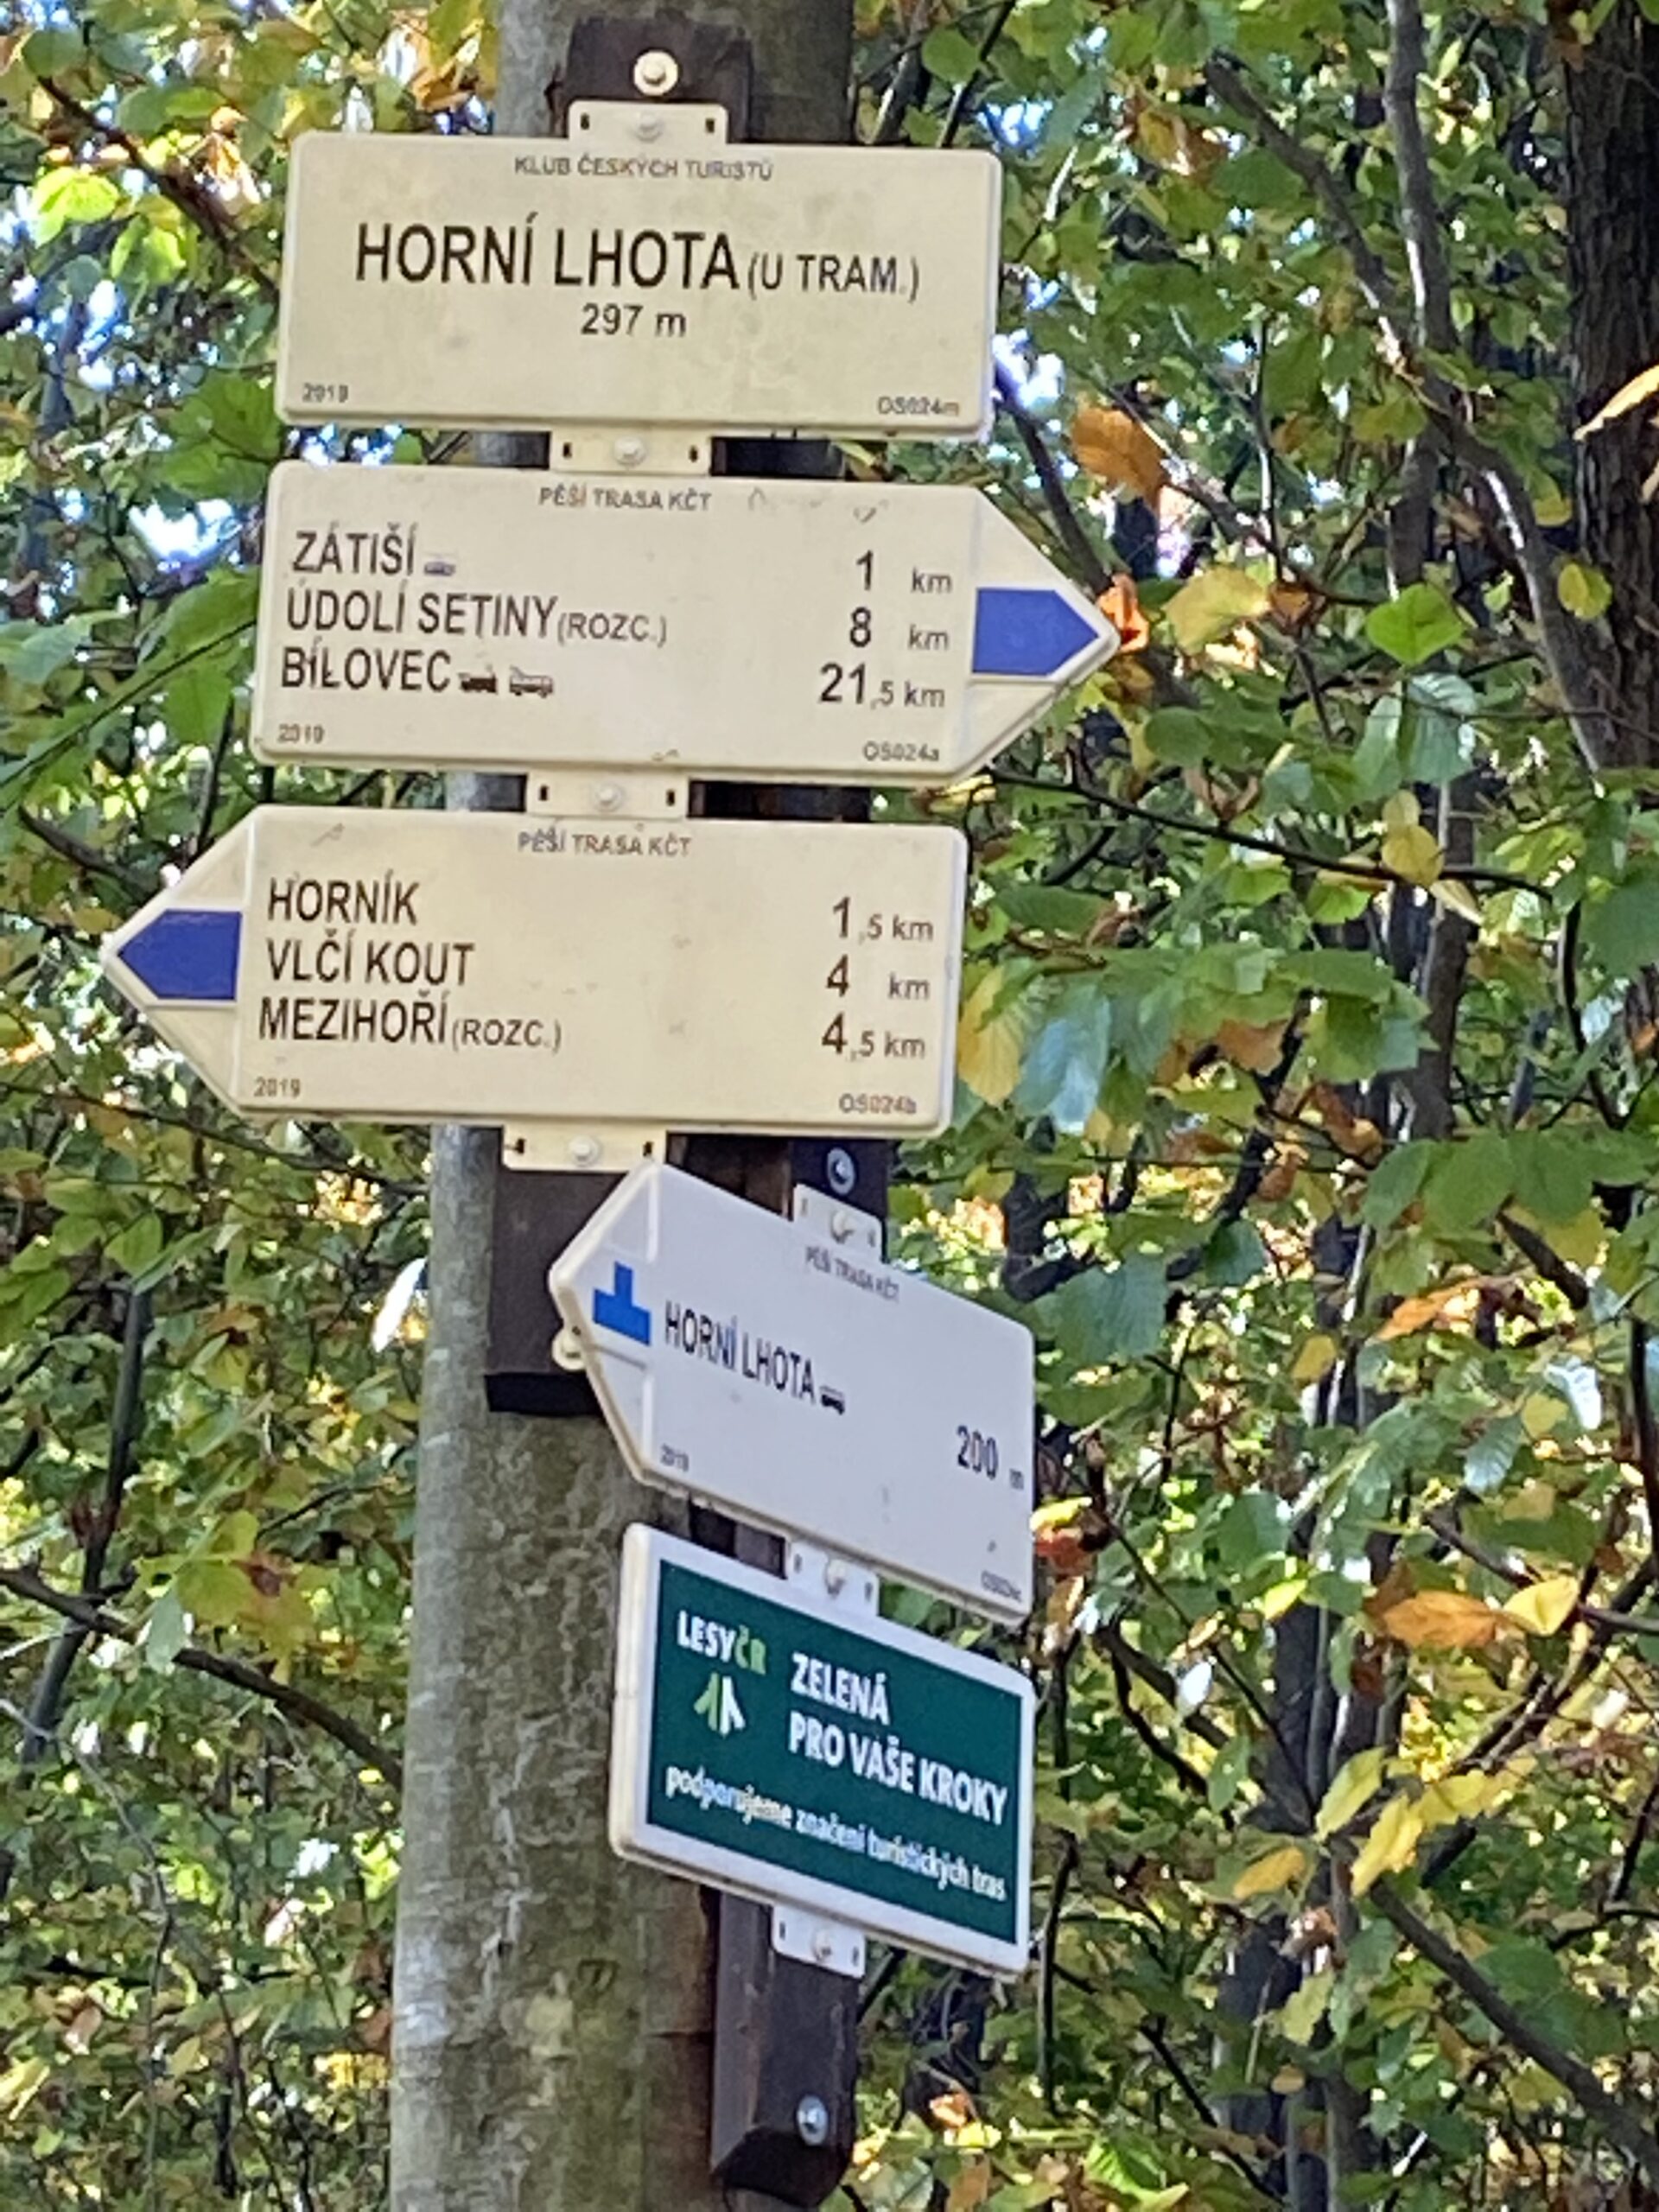 KLUB ČESKÝCH TURISTŮ
HORNÍ LHOTA (U TRAM.)
297 m
2019 OS024m
PĚŠÍ TRASA KČT
ZÁTIŠÍ 1 km
ÚDOLÍ SETINY (ROZC.) 8 km
BÍLOVEC 21,5 km
2019 OS024a
PĚŠÍ TRASA KČT
HORNÍK 1,5 km
VLČÍ KOUT 4 km
MEZIHOŘÍ (ROZC.) 4,5 km
2019 OS024b
PĚŠÍ TRASA KČT
HORNÍ LHOTA
200 m
2019
LESY ČR
ZELENÁ
PRO VAŠE KROKY
podporujeme značení turistických tras